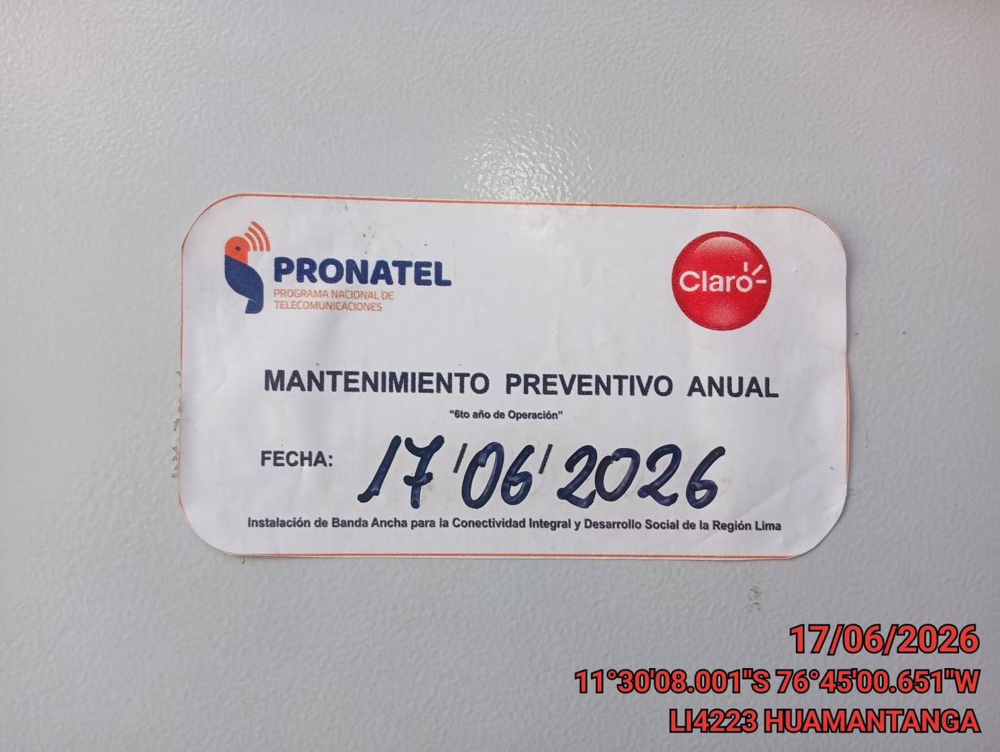 PRONATEL
PROGRAMA NACIONAL DE
TELECOMUNICACIONES
Claro
MANTENIMIENTO PREVENTIVO ANUAL
"6to año de Operación"
FECHA: 17/06/2026
Instalación de Banda Ancha para la Conectividad Integral y Desarrollo Social de la Región Lima
17/06/2026
11°30'08.001"S 76°45'00.651"W
LI4223 HUAMANTANGA